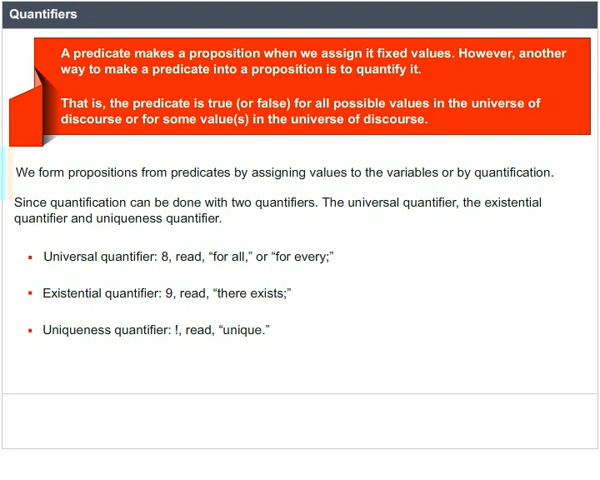 Quantifiers
A predicate makes a proposition when we assign it fixed values. However, another
way to make a predicate into a proposition is to quantify it.
That is, the predicate is true (or false) for all possible values in the universe of
discourse or for some value(s) in the universe of discourse.
We form propositions from predicates by assigning values to the variables or by quantification.
Since quantification can be done with two quantifiers. The universal quantifier, the existential
quantifier and uniqueness quantifier.
▪ Universal quantifier: 8, read, “for all,” or “for every;”
▪ Existential quantifier: 9, read, “there exists;”
▪ Uniqueness quantifier: !, read, “unique.”